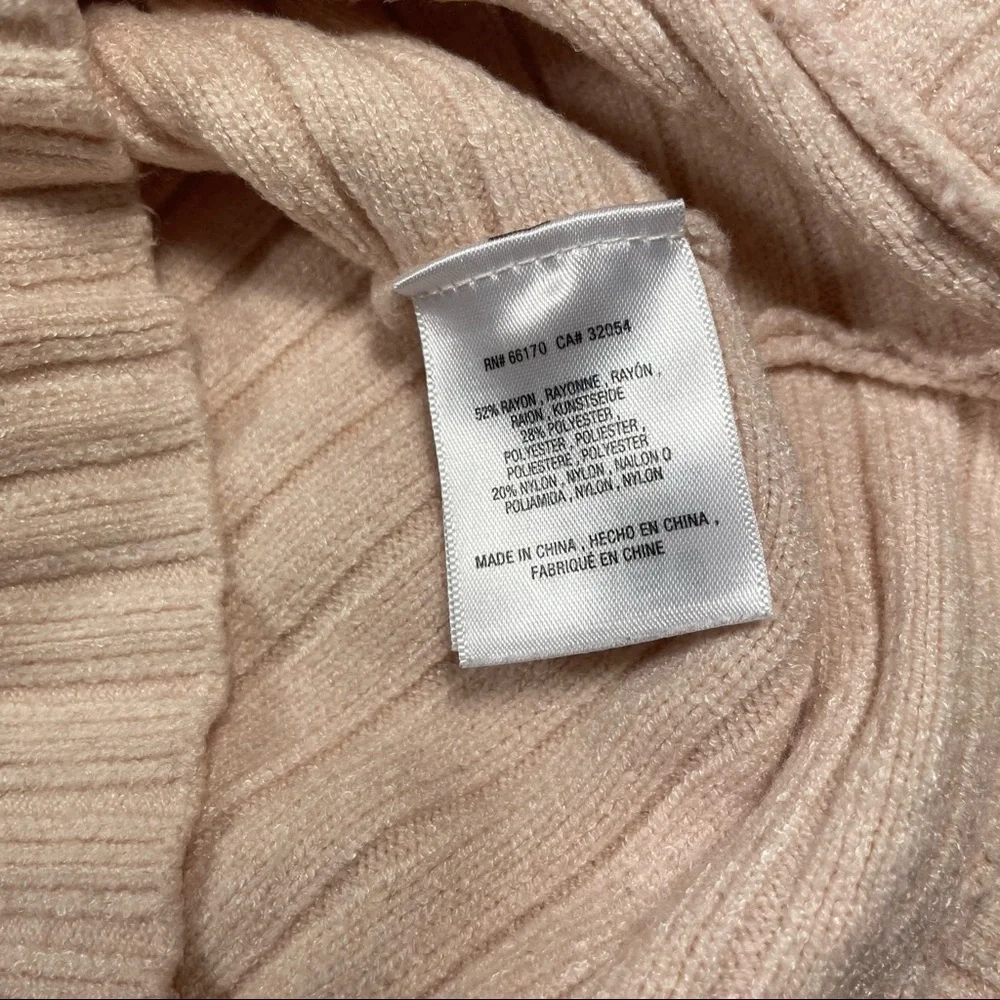 RN# 66170 CA# 32054
52% RAYON , RAYONNE , RAYÓN ,
RAION , KUNSTSEIDE
28% POLYESTER ,
POLYESTER , POLIESTER ,
POLIESTERE , POLYESTER
20% NYLON , NYLON , NAILON O
POLIAMIDA , NYLON , NYLON
MADE IN CHINA , HECHO EN CHINA ,
FABRIQUÉ EN CHINE